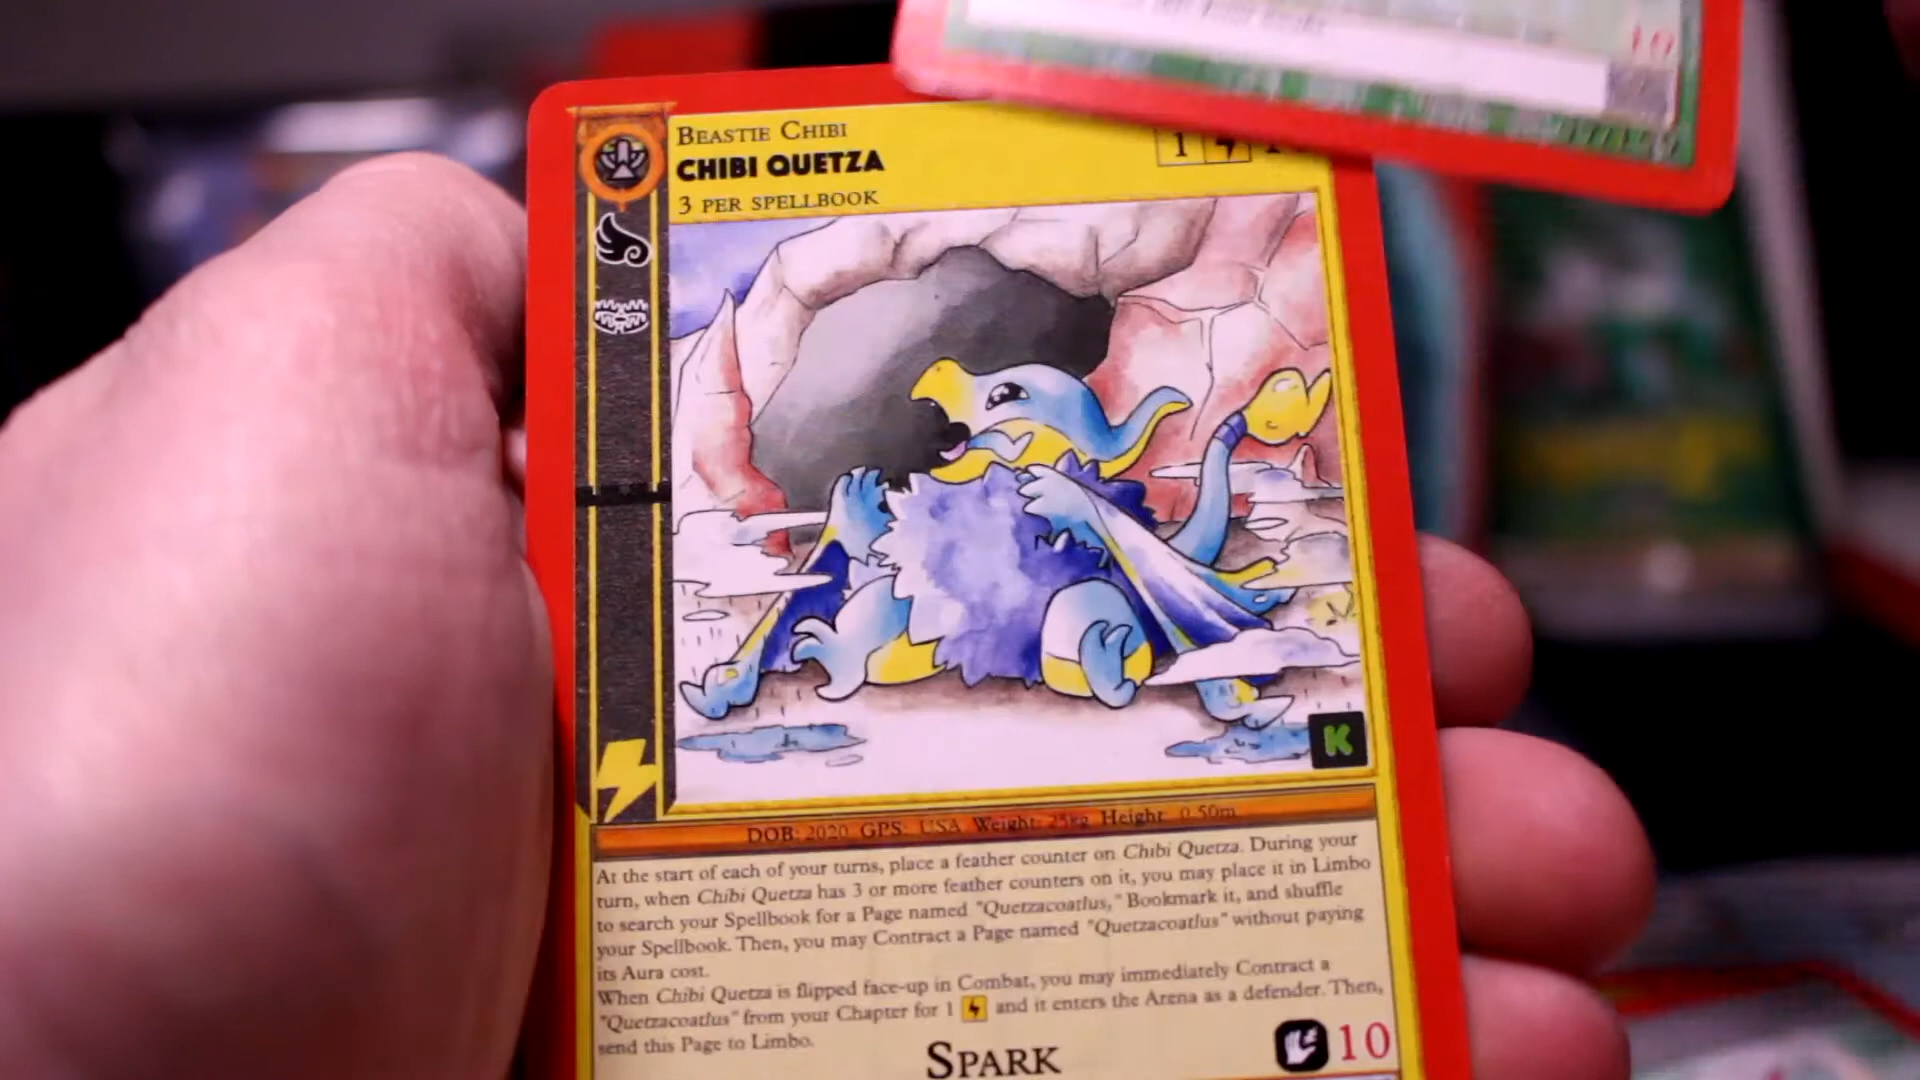 10
BEASTIE CHIBI
CHIBI QUETZA
1
3 PER SPELLBOOK
K
DOB: 2020 GPS: USA Weight: 25kg Height: 0.50m
At the start of each of your turns, place a feather counter on Chibi Quetza. During your
turn, when Chibi Quetza has 3 or more feather counters on it, you may place it in Limbo
to search your Spellbook for a Page named "Quetzacoatlus," Bookmark it, and shuffle
your Spellbook. Then, you may Contract a Page named "Quetzacoatlus" without paying
its Aura cost.
When Chibi Quetza is flipped face-up in Combat, you may immediately Contract a
"Quetzacoatlus" from your Chapter for 1 and it enters the Arena as a defender. Then,
send this Page to Limbo.
SPARK
10